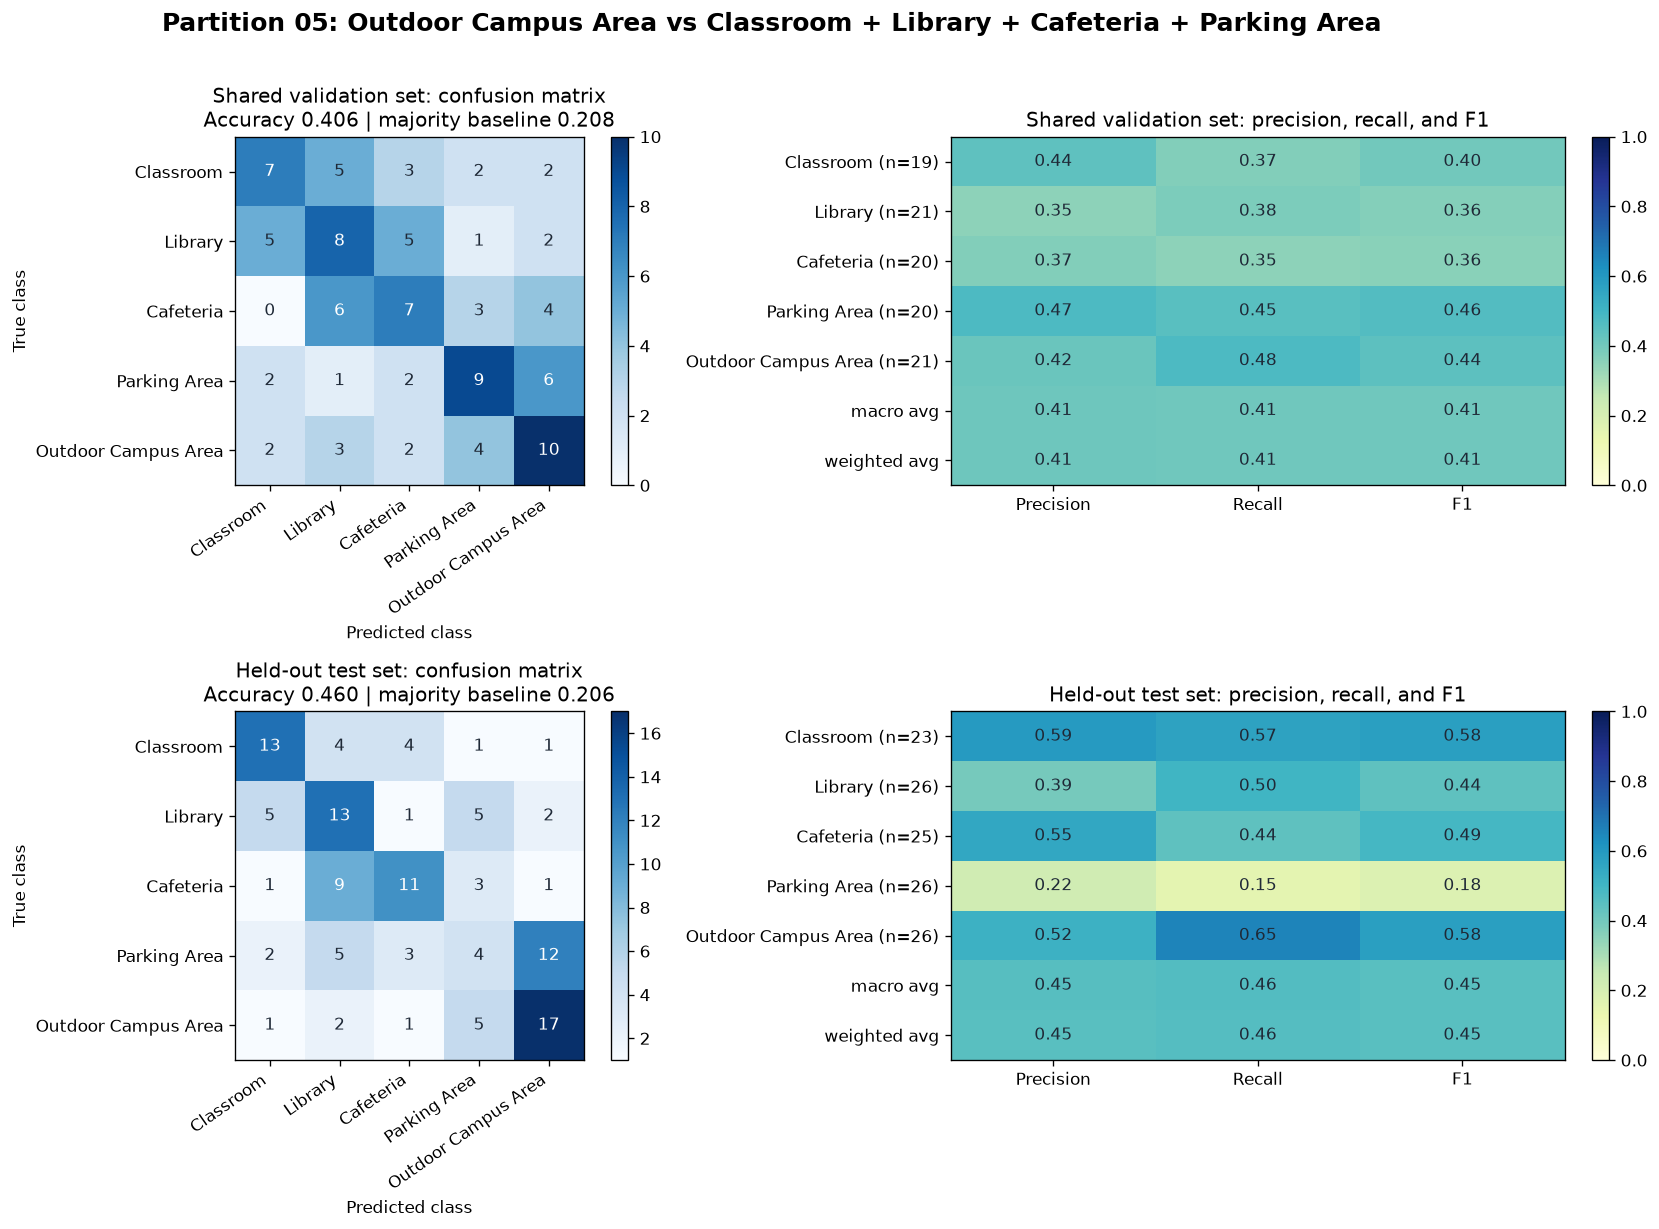 Partition 05: Outdoor Campus Area vs Classroom + Library + Cafeteria + Parking Area
Shared validation set: confusion matrix
Accuracy 0.406 | majority baseline 0.208
True class
Classroom 7 5 3 2 2
Library 5 8 5 1 2
Cafeteria 0 6 7 3 4
Parking Area 2 1 2 9 6
Outdoor Campus Area 2 3 2 4 10
Classroom Library Cafeteria Parking Area Outdoor Campus Area
Predicted class
10
8
6
4
2
0
Shared validation set: precision, recall, and F1
Classroom (n=19) 0.44 0.37 0.40
Library (n=21) 0.35 0.38 0.36
Cafeteria (n=20) 0.37 0.35 0.36
Parking Area (n=20) 0.47 0.45 0.46
Outdoor Campus Area (n=21) 0.42 0.48 0.44
macro avg 0.41 0.41 0.41
weighted avg 0.41 0.41 0.41
Precision Recall F1
1.0
0.8
0.6
0.4
0.2
0.0
Held-out test set: confusion matrix
Accuracy 0.460 | majority baseline 0.206
True class
Classroom 13 4 4 1 1
Library 5 13 1 5 2
Cafeteria 1 9 11 3 1
Parking Area 2 5 3 4 12
Outdoor Campus Area 1 2 1 5 17
Classroom Library Cafeteria Parking Area Outdoor Campus Area
Predicted class
16
14
12
10
8
6
4
2
Held-out test set: precision, recall, and F1
Classroom (n=23) 0.59 0.57 0.58
Library (n=26) 0.39 0.50 0.44
Cafeteria (n=25) 0.55 0.44 0.49
Parking Area (n=26) 0.22 0.15 0.18
Outdoor Campus Area (n=26) 0.52 0.65 0.58
macro avg 0.45 0.46 0.45
weighted avg 0.45 0.46 0.45
Precision Recall F1
1.0
0.8
0.6
0.4
0.2
0.0